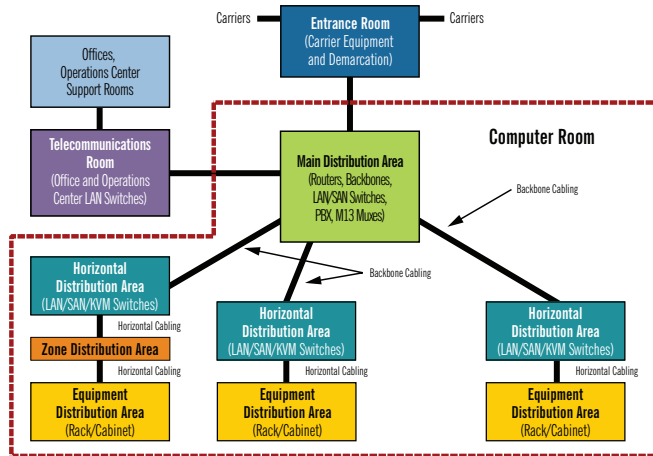 Carriers
Entrance Room
(Carrier Equipment
and Demarcation)
Carriers
Offices,
Operations Center
Support Rooms
Telecommunications
Room
(Office and Operations
Center LAN Switches)
Main Distribution Area
(Routers, Backbones,
LAN/SAN Switches,
PBX, M13 Muxes)
Computer Room
Backbone Cabling
Backbone Cabling
Horizontal
Distribution Area
(LAN/SAN/KVM Switches)
Horizontal Cabling
Zone Distribution Area
Horizontal Cabling
Equipment
Distribution Area
(Rack/Cabinet)
Horizontal
Distribution Area
(LAN/SAN/KVM Switches)
Horizontal Cabling
Equipment
Distribution Area
(Rack/Cabinet)
Horizontal
Distribution Area
(LAN/SAN/KVM Switches)
Horizontal Cabling
Equipment
Distribution Area
(Rack/Cabinet)